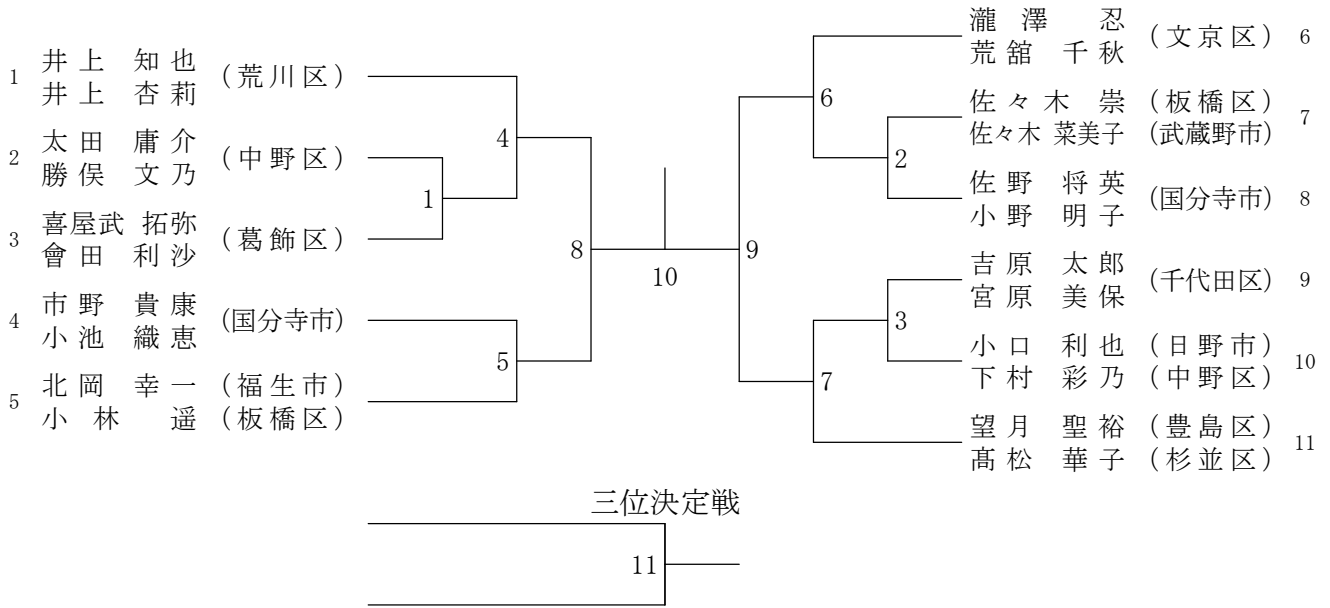 1 井上 知也 (荒川区)
井上 杏莉
2 太田 庸介 (中野区)
勝俣 文乃
3 喜屋武 拓弥 (葛飾区)
會田 利沙
4 市野 貴康 (国分寺市)
小池 織恵
5 北岡 幸一 (福生市)
小林 遥 (板橋区)
4
1
8
5
10
瀧澤 忍 (文京区) 6
荒舘 千秋
佐々木 崇 (板橋区) 7
佐々木 菜美子 (武蔵野市)
佐野 将英 (国分寺市) 8
小野 明子
吉原 太郎 (千代田区) 9
宮原 美保
小口 利也 (日野市) 10
下村 彩乃 (中野区)
望月 聖裕 (豊島区) 11
髙松 華子 (杉並区)
6
2
9
3
7
三位決定戦
11